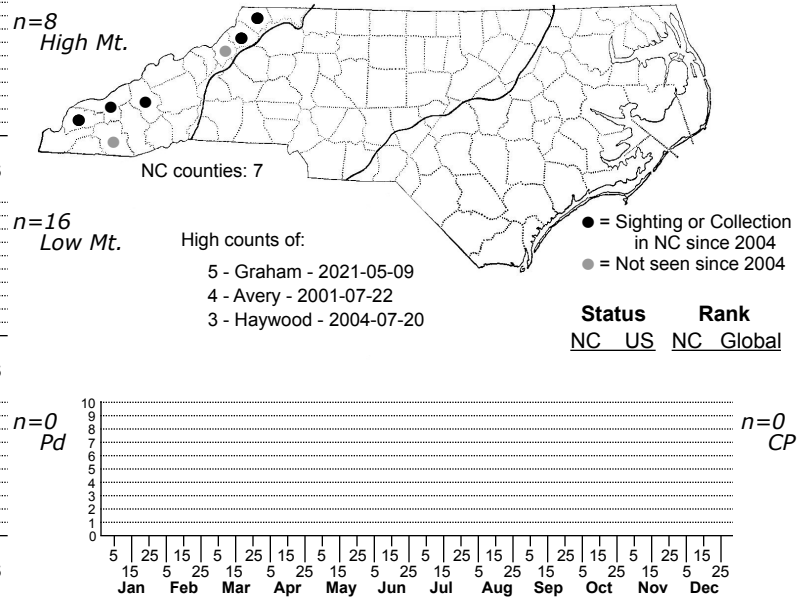 n=8
High Mt.
NC counties: 7
n=16
Low Mt.
High counts of:
5 - Graham - 2021-05-09
4 - Avery - 2001-07-22
3 - Haywood - 2004-07-20
● = Sighting or Collection
in NC since 2004
● = Not seen since 2004
Status Rank
NC US NC Global
n=0
Pd
10
9
8
7
6
5
4
3
2
1
0
n=0
CP
5 25 15 5 25 15 5 25 15 5 25 15 5 25 15 5 25 15
15 5 25 15 5 25 15 5 25 15 5 25 15 5 25 15 5 25
Jan Feb Mar Apr May Jun Jul Aug Sep Oct Nov Dec